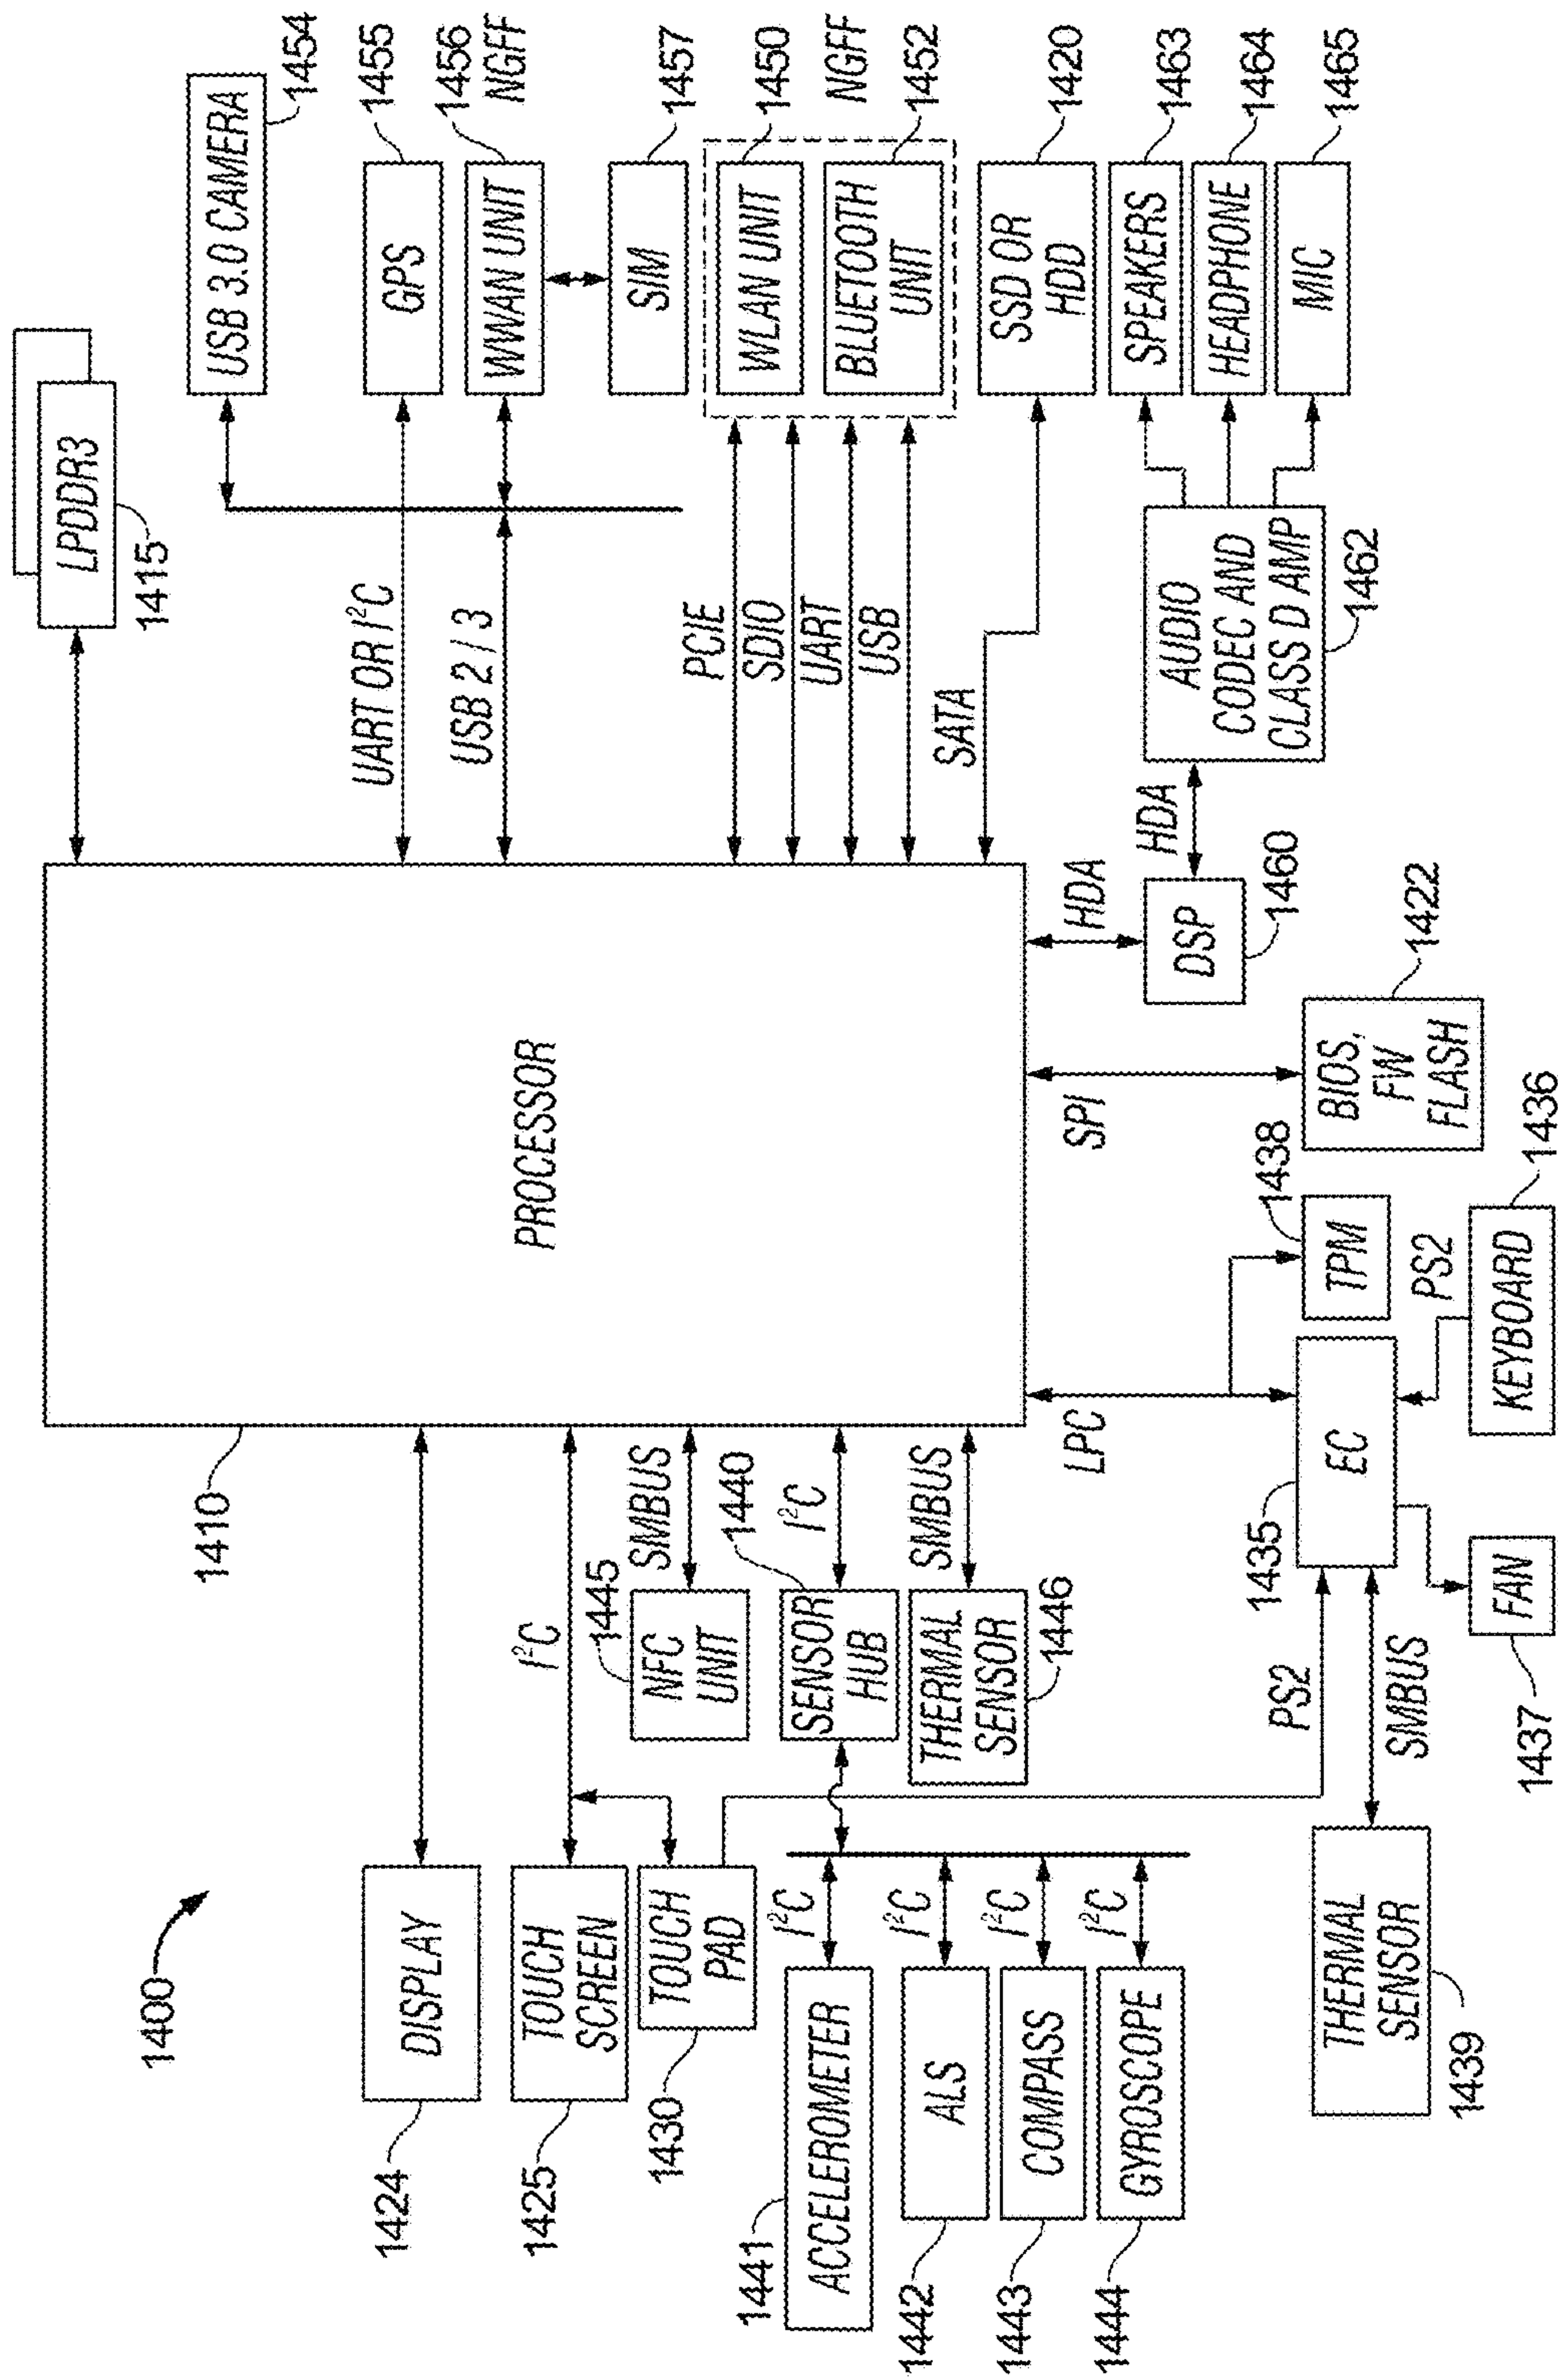 1400
LPDDR3
1415
1410
USB 3.0 CAMERA
1454
1424
DISPLAY
UART OR I²C
GPS
1455
USB 2 / 3
WWAN UNIT
1456
NGFF
1425
TOUCH
SCREEN
I²C
PROCESSOR
SIM
1457
1445
NFC
UNIT
SMBUS
1430
TOUCH
PAD
PCIE
SDIO
UART
USB
WLAN UNIT
1450
BLUETOOTH
UNIT
NGFF
1452
1440
SENSOR
HUB
I²C
1441
ACCELEROMETER
I²C
1442
ALS
I²C
THERMAL
SENSOR
1446
SMBUS
SATA
SSD OR
HDD
1420
1443
COMPASS
I²C
1444
GYROSCOPE
I²C
LPC
SPI
HDA
HDA
DSP
1460
AUDIO
CODEC AND
CLASS D AMP
1462
SPEAKERS
1463
HEADPHONE
1464
MIC
1465
PS2
1435
EC
1438
TPM
BIOS,
FW
FLASH
1422
THERMAL
SENSOR
1439
SMBUS
PS2
1437
FAN
KEYBOARD
1436